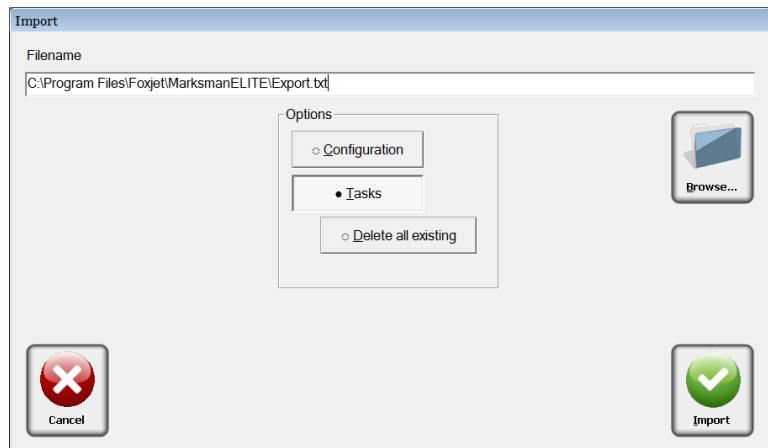 Import
Filename
C:\Program Files\Foxjet\MarksmanELITE\Export.txt
Options
Configuration
Tasks
Delete all existing
Browse...
Cancel
Import